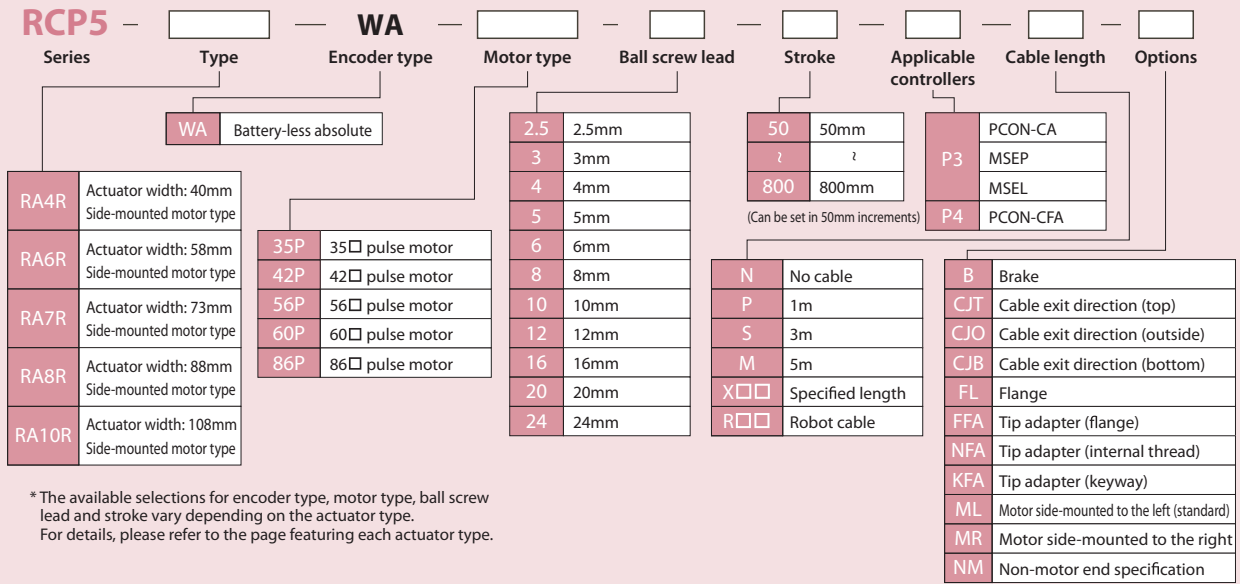 RCP5 – – WA – – – – – –
Series Type Encoder type Motor type Ball screw lead Stroke Applicable controllers Cable length Options
WA Battery-less absolute
RA4R Actuator width: 40mm
Side-mounted motor type
RA6R Actuator width: 58mm
Side-mounted motor type
RA7R Actuator width: 73mm
Side-mounted motor type
RA8R Actuator width: 88mm
Side-mounted motor type
RA10R Actuator width: 108mm
Side-mounted motor type
35P 35□ pulse motor
42P 42□ pulse motor
56P 56□ pulse motor
60P 60□ pulse motor
86P 86□ pulse motor
2.5 2.5mm
3 3mm
4 4mm
5 5mm
6 6mm
8 8mm
10 10mm
12 12mm
16 16mm
20 20mm
24 24mm
50 50mm
~ ~
800 800mm
(Can be set in 50mm increments)
P3 PCON-CA
MSEP
MSEL
P4 PCON-CFA
N No cable
P 1m
S 3m
M 5m
X□□ Specified length
R□□ Robot cable
B Brake
CJT Cable exit direction (top)
CJO Cable exit direction (outside)
CJB Cable exit direction (bottom)
FL Flange
FFA Tip adapter (flange)
NFA Tip adapter (internal thread)
KFA Tip adapter (keyway)
ML Motor side-mounted to the left (standard)
MR Motor side-mounted to the right
NM Non-motor end specification
* The available selections for encoder type, motor type, ball screw
lead and stroke vary depending on the actuator type.
For details, please refer to the page featuring each actuator type.